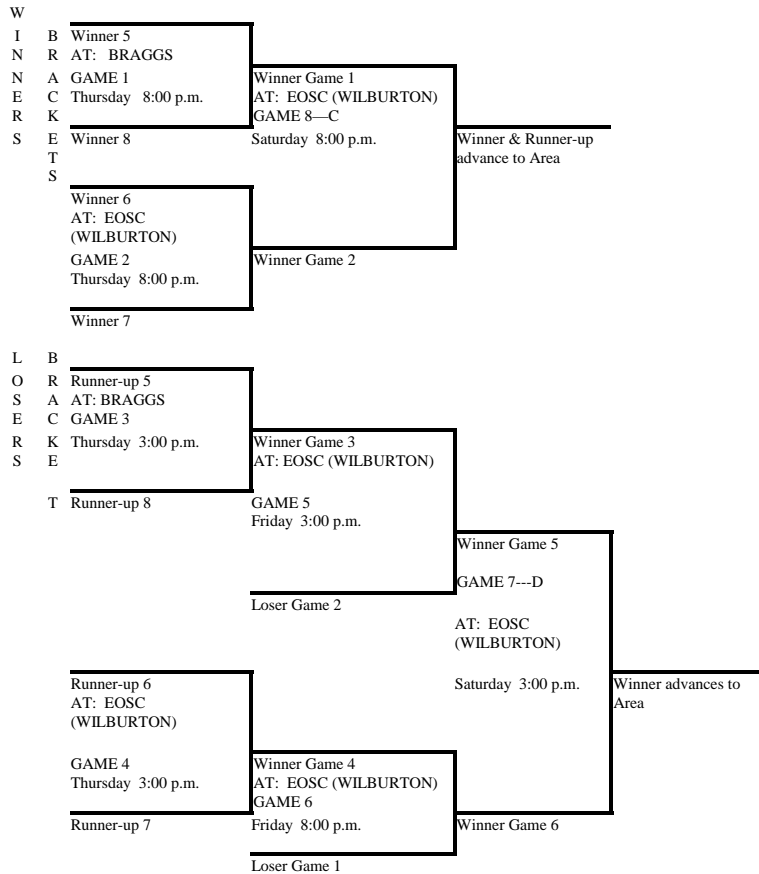 WINNERS
BRACKETS
Winner 5
AT: BRAGGS
GAME 1
Thursday 8:00 p.m.
Winner 8
Winner Game 1
AT: EOSC (WILBURTON)
GAME 8—C
Saturday 8:00 p.m.
Winner & Runner-up
advance to Area
Winner 6
AT: EOSC
(WILBURTON)
GAME 2
Thursday 8:00 p.m.
Winner 7
Winner Game 2
LOSERS
BRACKET
Runner-up 5
AT: BRAGGS
GAME 3
Thursday 3:00 p.m.
Runner-up 8
Winner Game 3
AT: EOSC (WILBURTON)
GAME 5
Friday 3:00 p.m.
Loser Game 2
Winner Game 5
GAME 7---D
AT: EOSC
(WILBURTON)
Saturday 3:00 p.m.
Winner advances to
Area
Runner-up 6
AT: EOSC
(WILBURTON)
GAME 4
Thursday 3:00 p.m.
Runner-up 7
Winner Game 4
AT: EOSC (WILBURTON)
GAME 6
Friday 8:00 p.m.
Loser Game 1
Winner Game 6